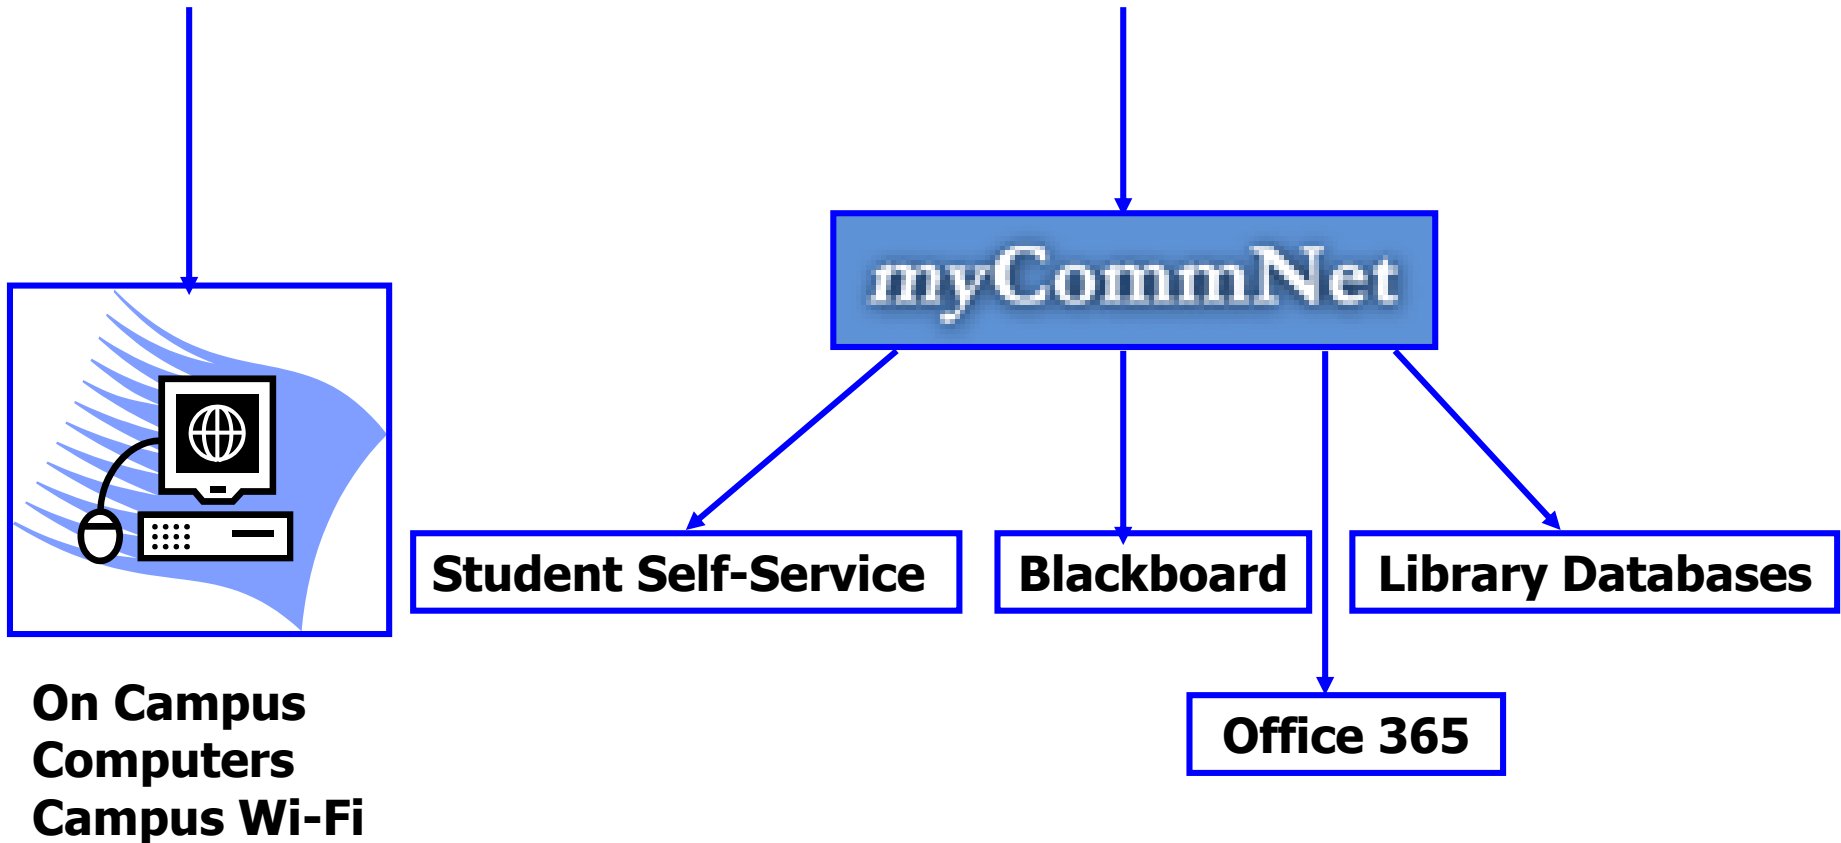 myCommNet
Student Self-Service
Blackboard
Library Databases
Office 365
On Campus
Computers
Campus Wi-Fi